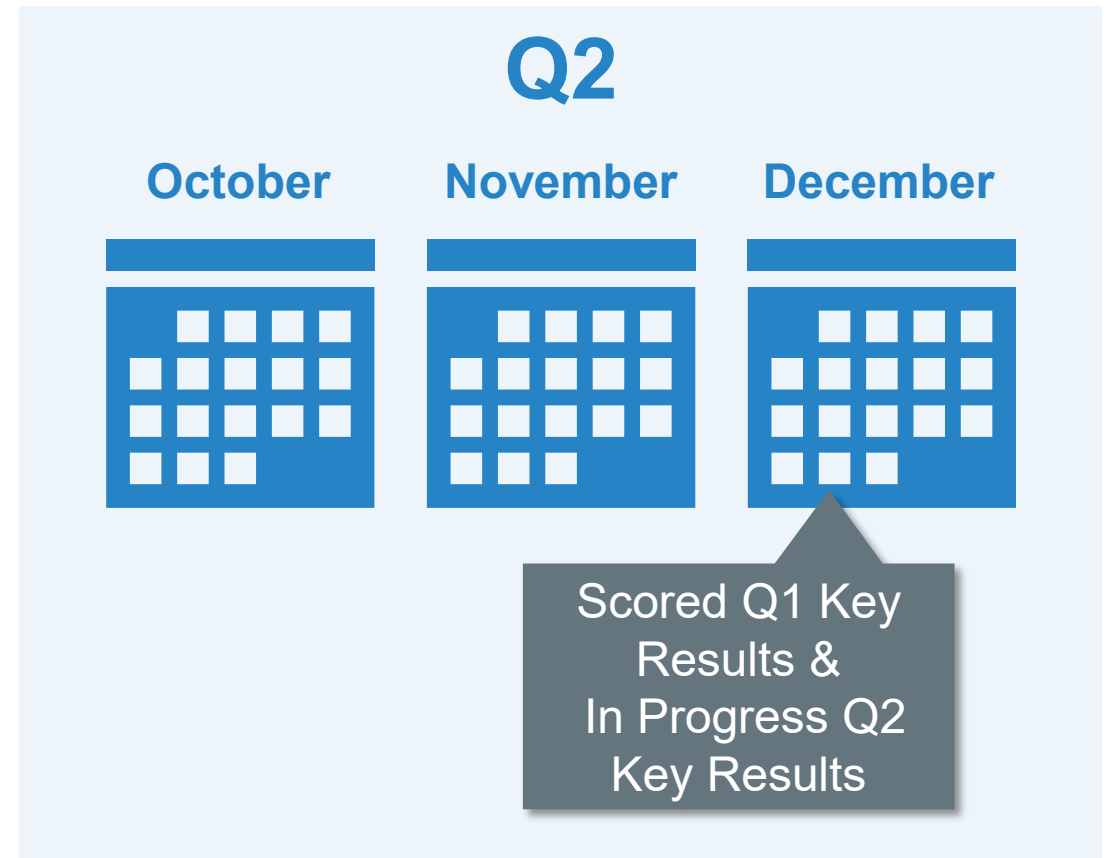 Q2
October November December
Scored Q1 Key
Results &
In Progress Q2
Key Results